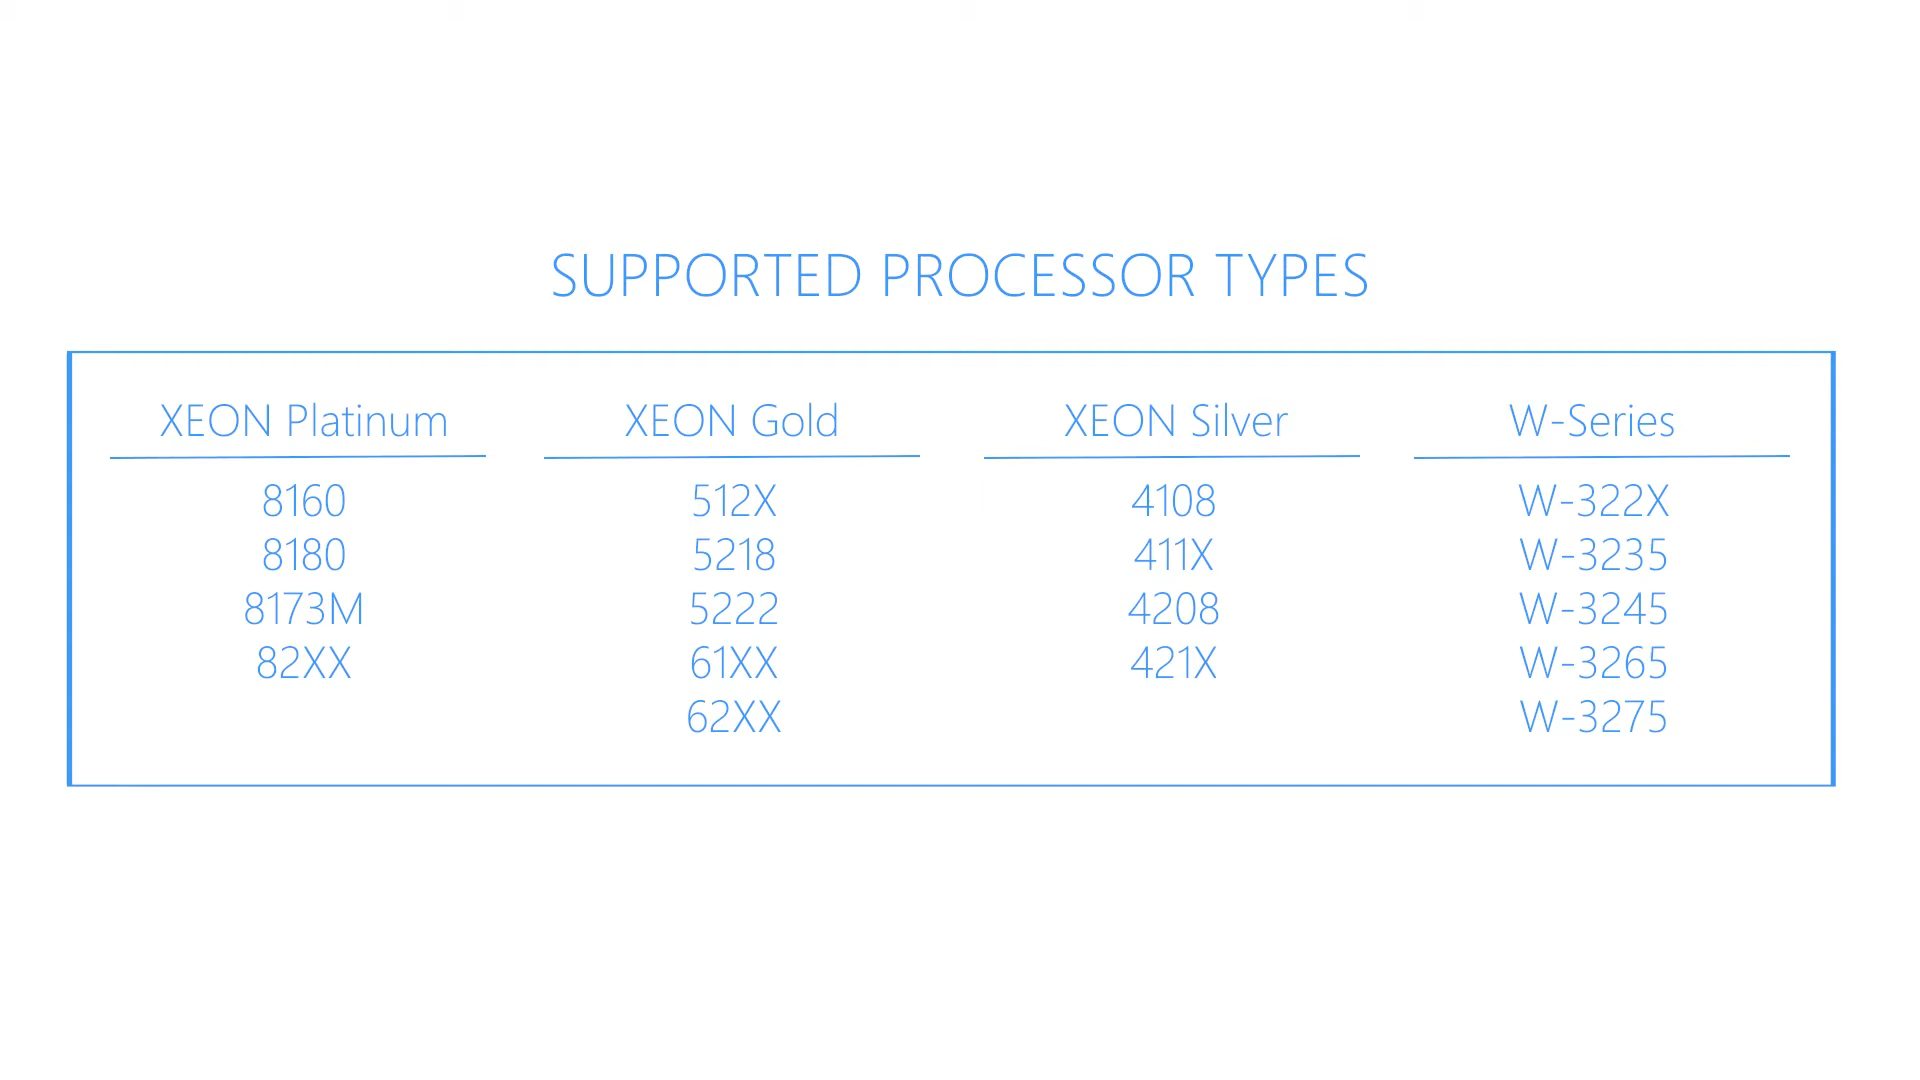 SUPPORTED PROCESSOR TYPES
XEON Platinum
8160
8180
8173M
82XX
XEON Gold
512X
5218
5222
61XX
62XX
XEON Silver
4108
411X
4208
421X
W-Series
W-322X
W-3235
W-3245
W-3265
W-3275